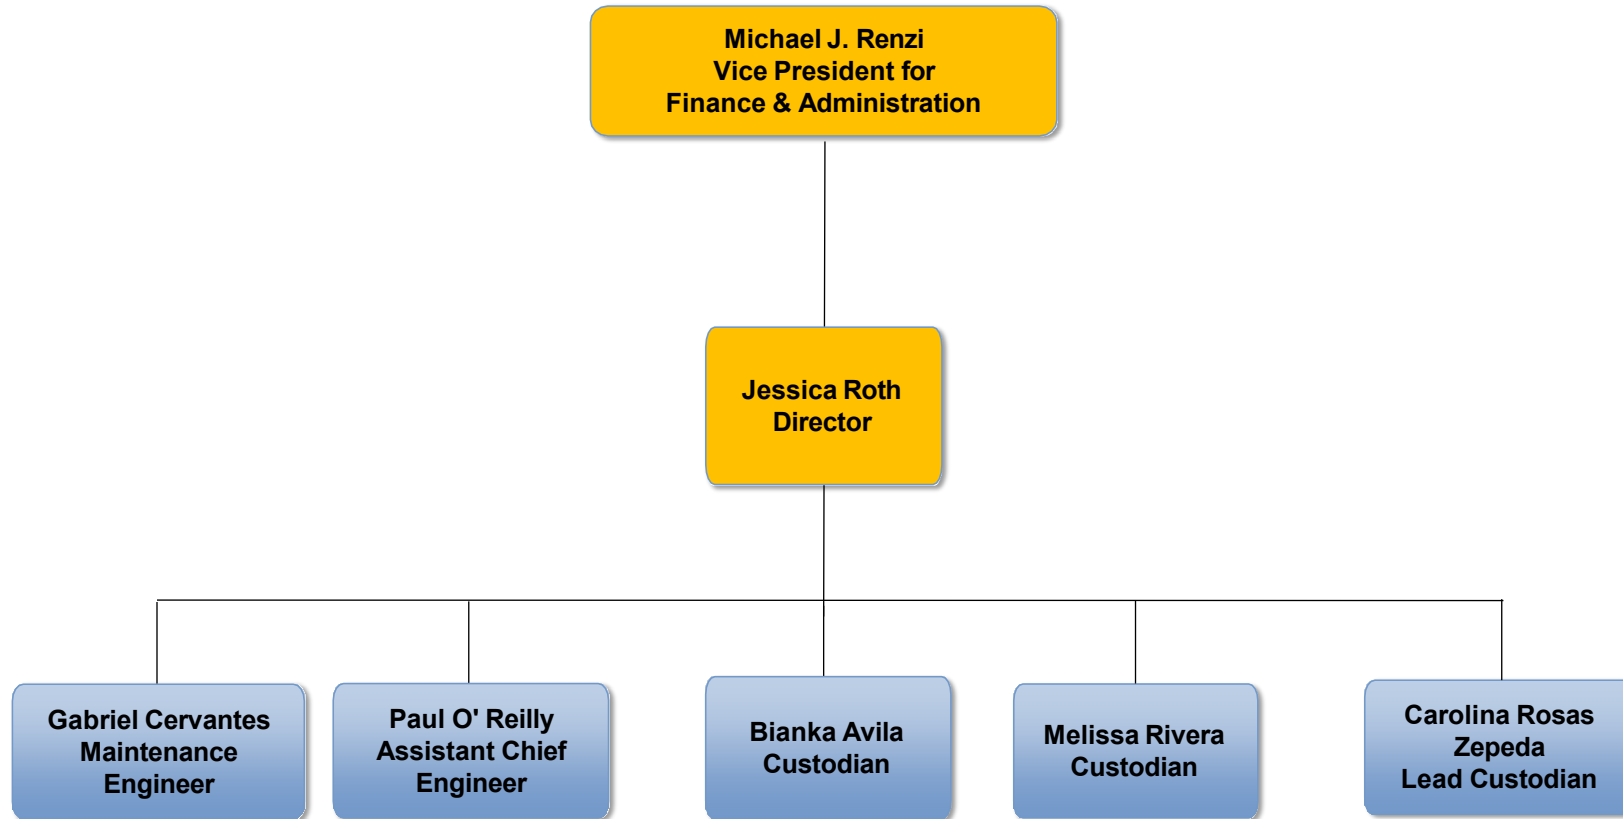 Michael J. Renzi
Vice President for
Finance & Administration
Jessica Roth
Director
Gabriel Cervantes
Maintenance
Engineer
Paul O' Reilly
Assistant Chief
Engineer
Bianka Avila
Custodian
Melissa Rivera
Custodian
Carolina Rosas
Zepeda
Lead Custodian